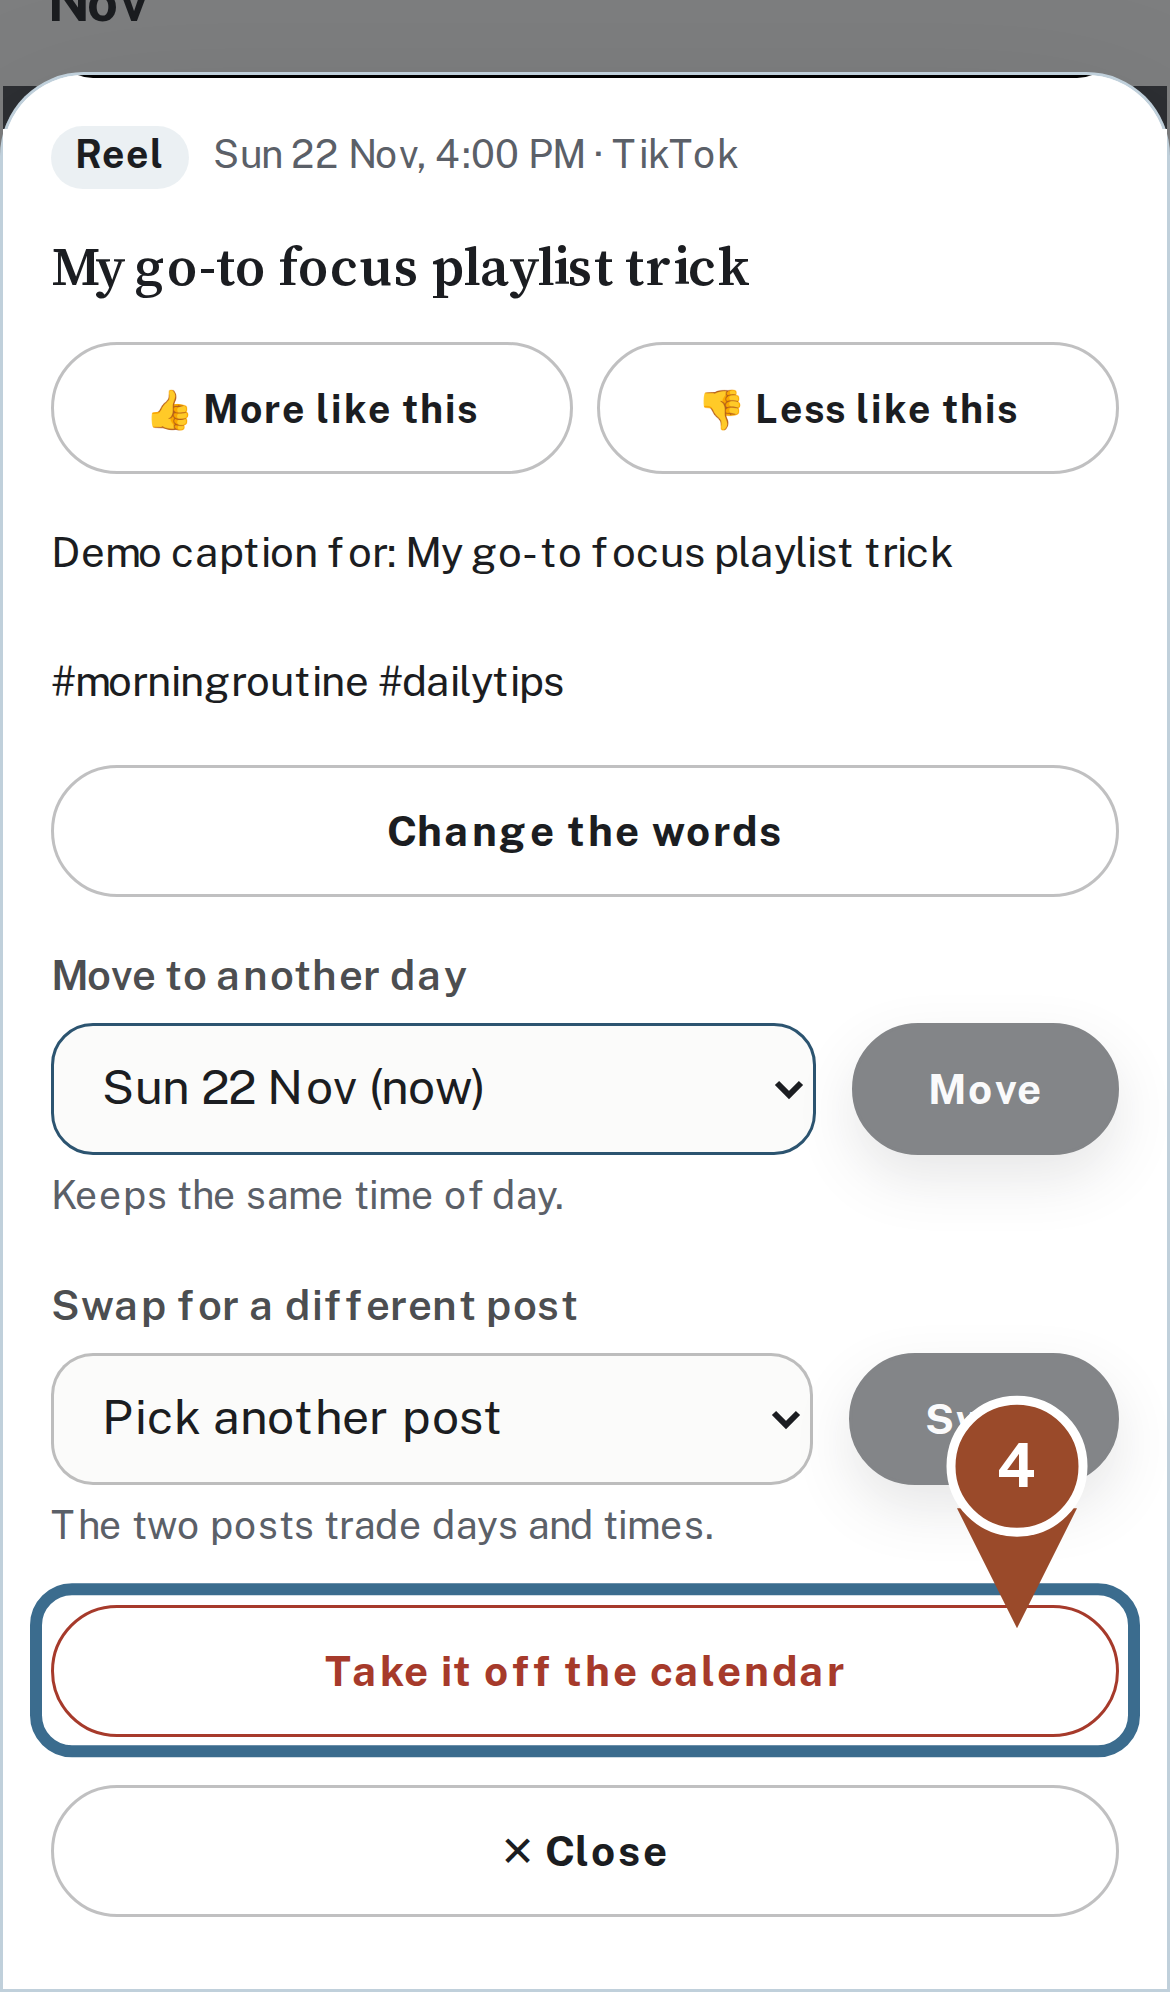 Nov
Reel Sun 22 Nov, 4:00 PM · TikTok
My go-to focus playlist trick
👍 More like this 👎 Less like this
Demo caption for: My go-to focus playlist trick
#morningroutine #dailytips
Change the words
Move to another day
Sun 22 Nov (now) Move
Keeps the same time of day.
Swap for a different post
Pick another post
4
The two posts trade days and times.
Take it off the calendar
✕ Close